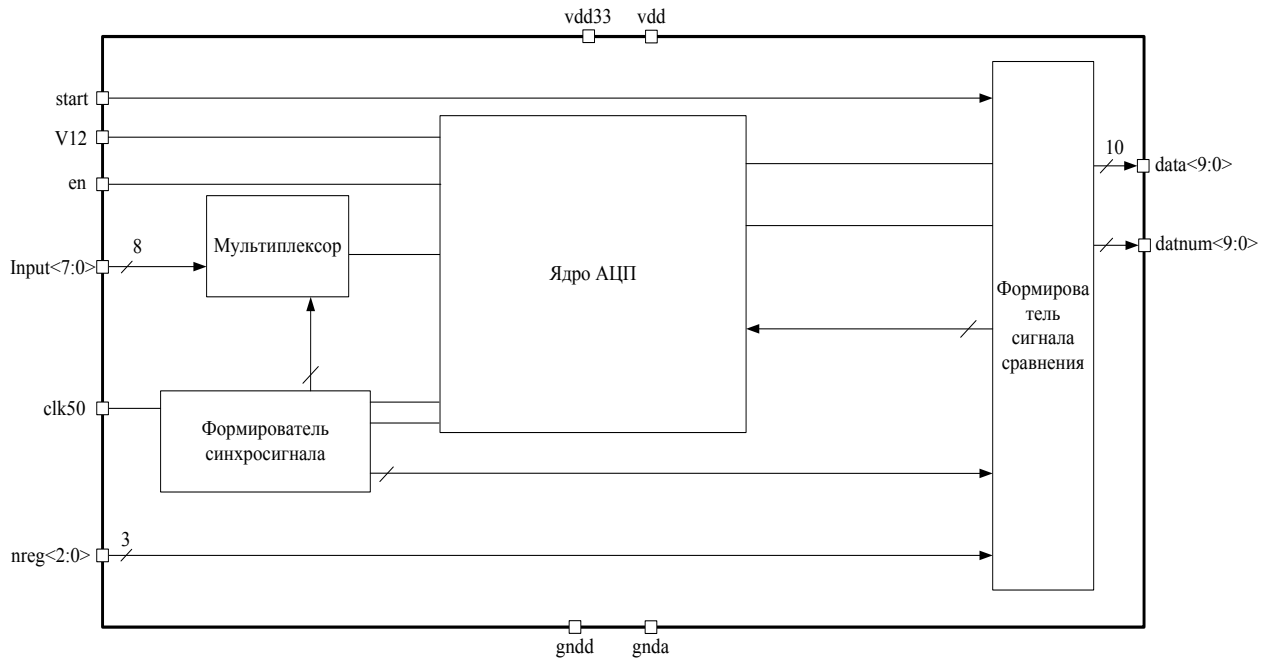 vdd33
vdd
start
V12
en
Мультиплексор
8
Input<7:0>
Ядро АЦП
10
data<9:0>
datnum<9:0>
Формирова
тель
сигнала
сравнения
clk50
Формирователь
синхросигнала
3
nreg<2:0>
gndd
gnda